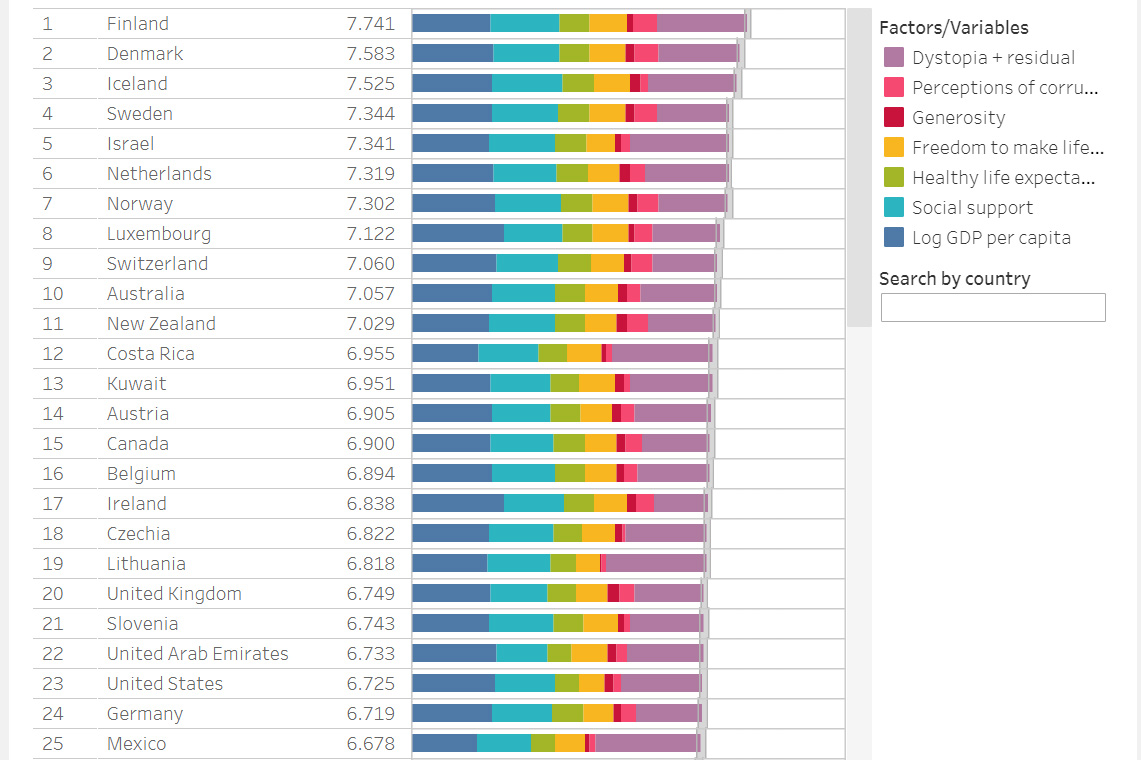 1 Finland 7.741
2 Denmark 7.583
3 Iceland 7.525
4 Sweden 7.344
5 Israel 7.341
6 Netherlands 7.319
7 Norway 7.302
8 Luxembourg 7.122
9 Switzerland 7.060
10 Australia 7.057
11 New Zealand 7.029
12 Costa Rica 6.955
13 Kuwait 6.951
14 Austria 6.905
15 Canada 6.900
16 Belgium 6.894
17 Ireland 6.838
18 Czechia 6.822
19 Lithuania 6.818
20 United Kingdom 6.749
21 Slovenia 6.743
22 United Arab Emirates 6.733
23 United States 6.725
24 Germany 6.719
25 Mexico 6.678
Factors/Variables
Dystopia + residual
Perceptions of corru...
Generosity
Freedom to make life...
Healthy life expecta...
Social support
Log GDP per capita
Search by country